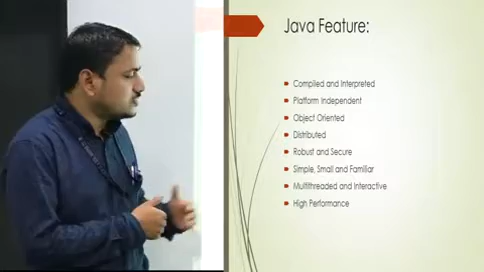 Java Feature:
Compiled and Interpreted
Platform Independent
Object Oriented
Distributed
Robust and Secure
Simple, Small and Familiar
Multithreaded and Interactive
High Performance